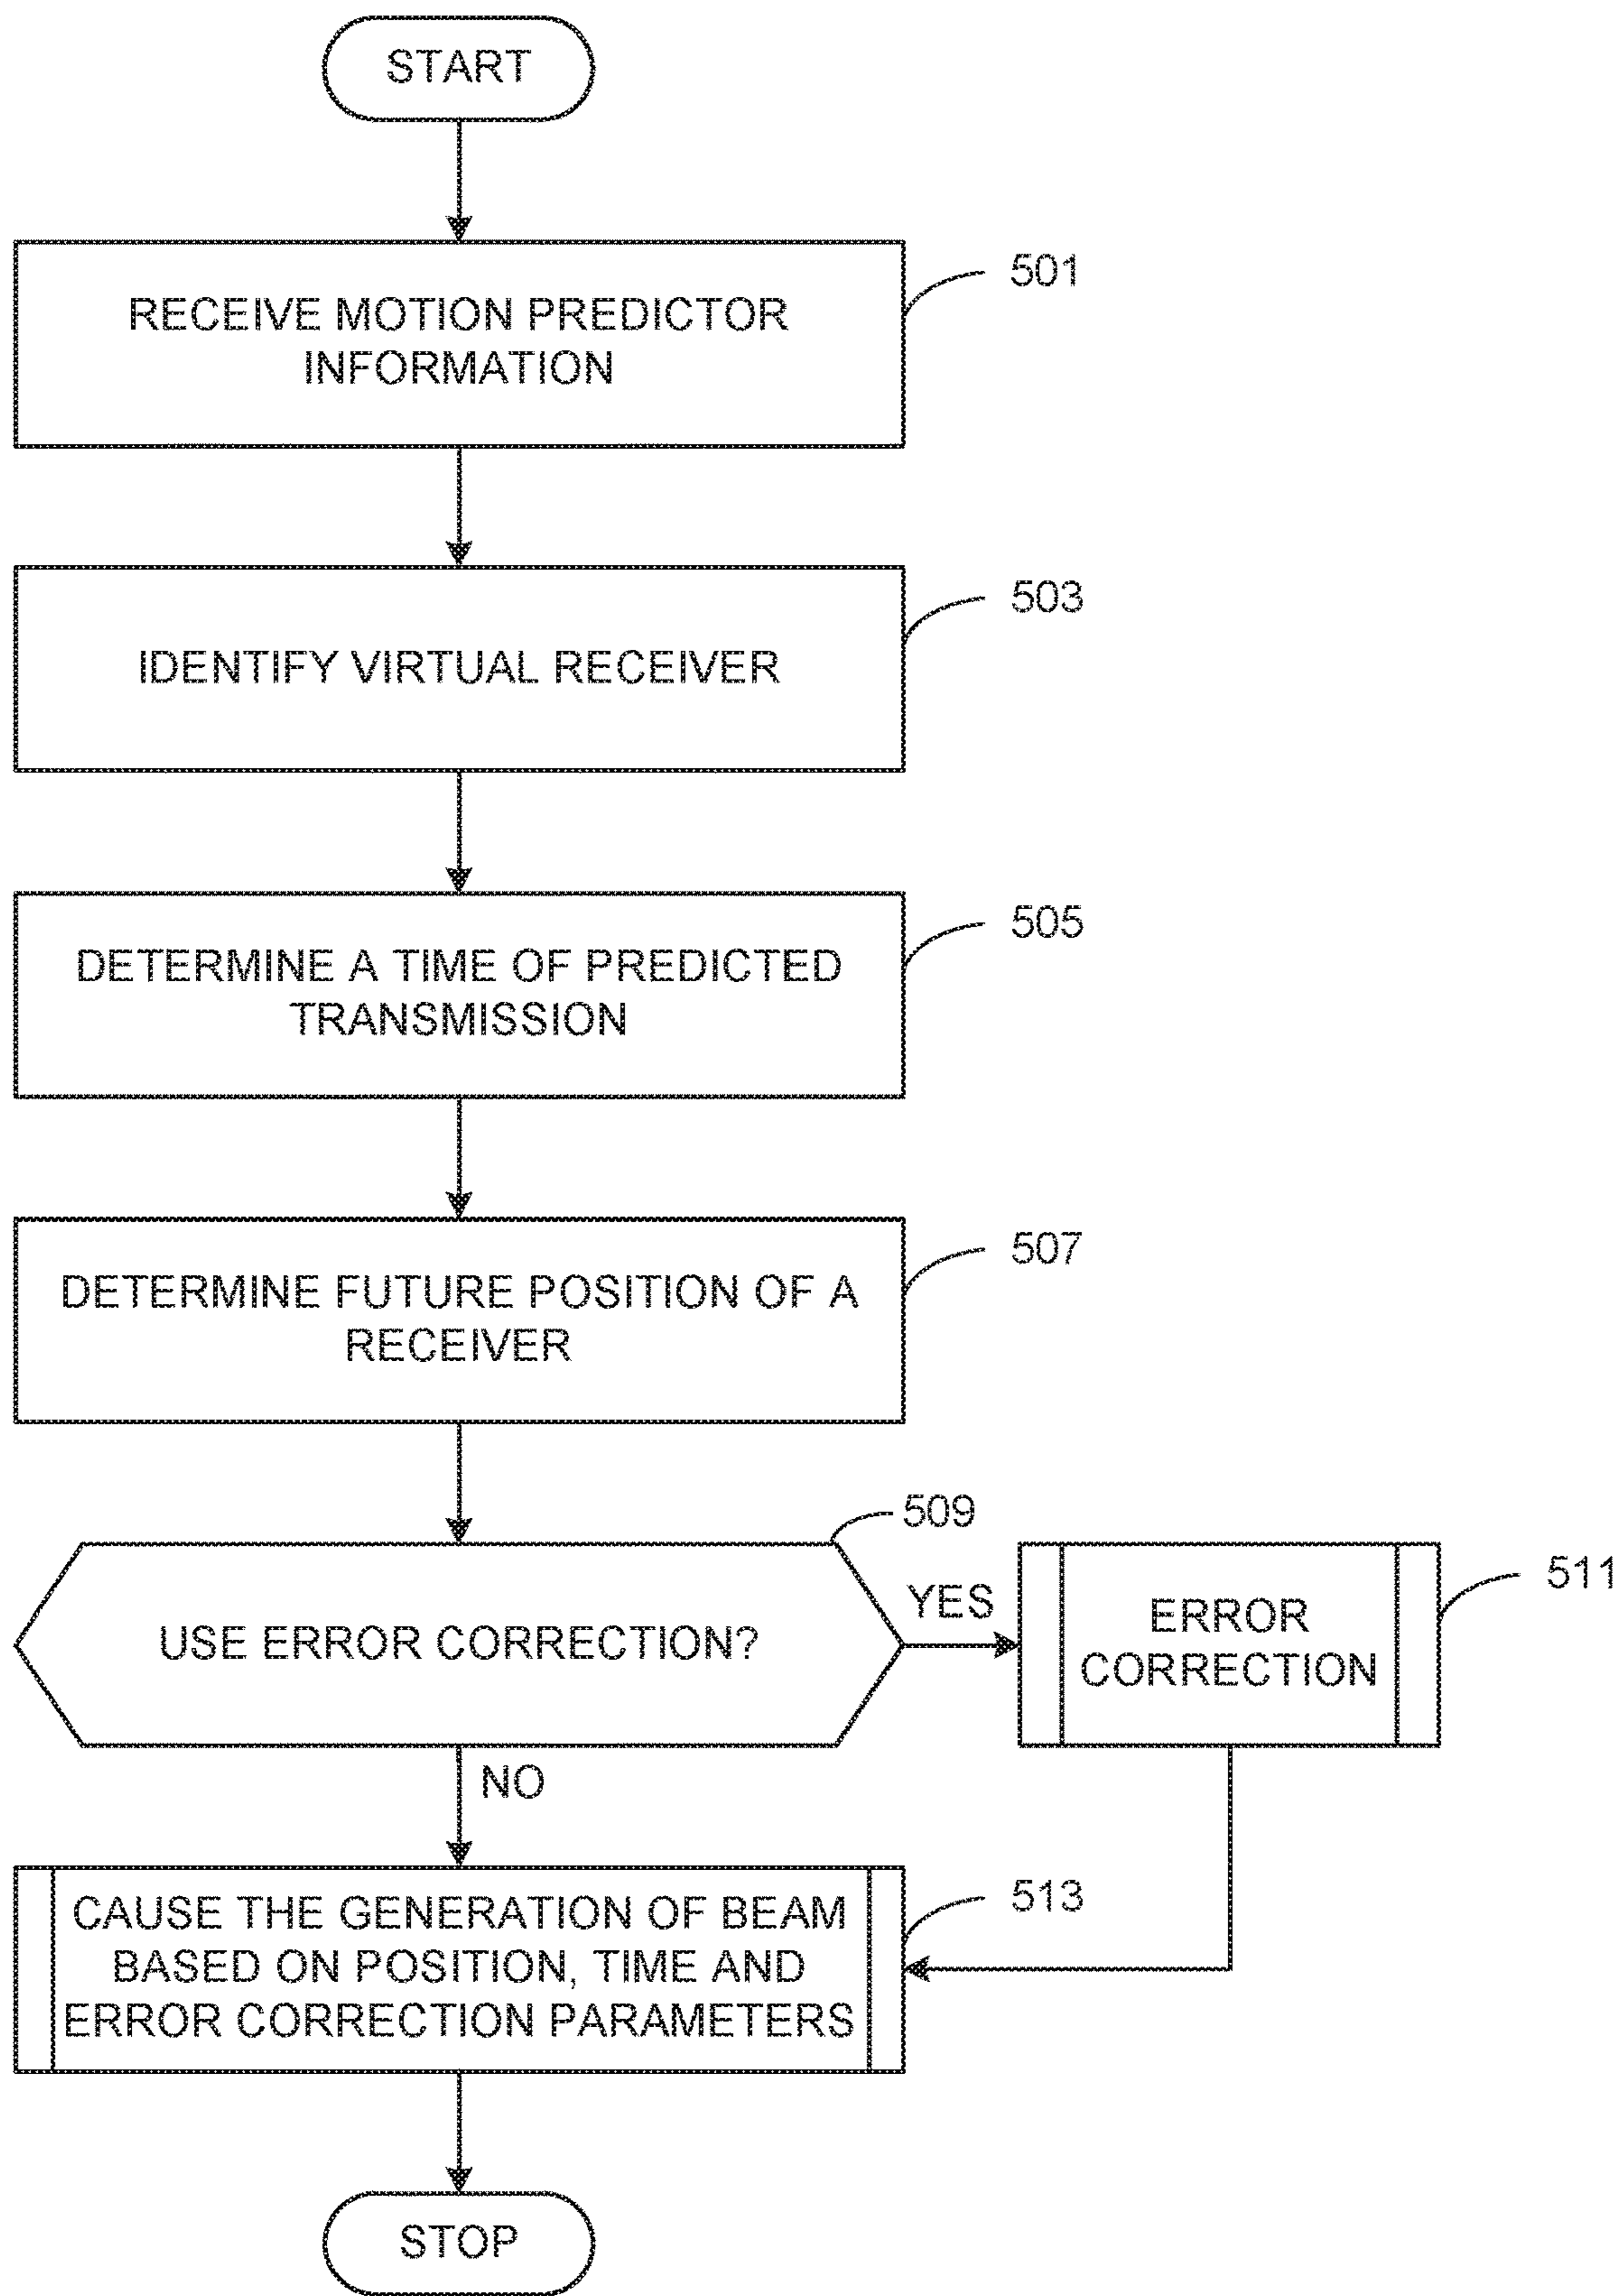 START
RECEIVE MOTION PREDICTOR
INFORMATION
501
IDENTIFY VIRTUAL RECEIVER
503
DETERMINE A TIME OF PREDICTED
TRANSMISSION
505
DETERMINE FUTURE POSITION OF A
RECEIVER
507
USE ERROR CORRECTION?
509
YES
ERROR
CORRECTION
511
NO
CAUSE THE GENERATION OF BEAM
BASED ON POSITION, TIME AND
ERROR CORRECTION PARAMETERS
513
STOP